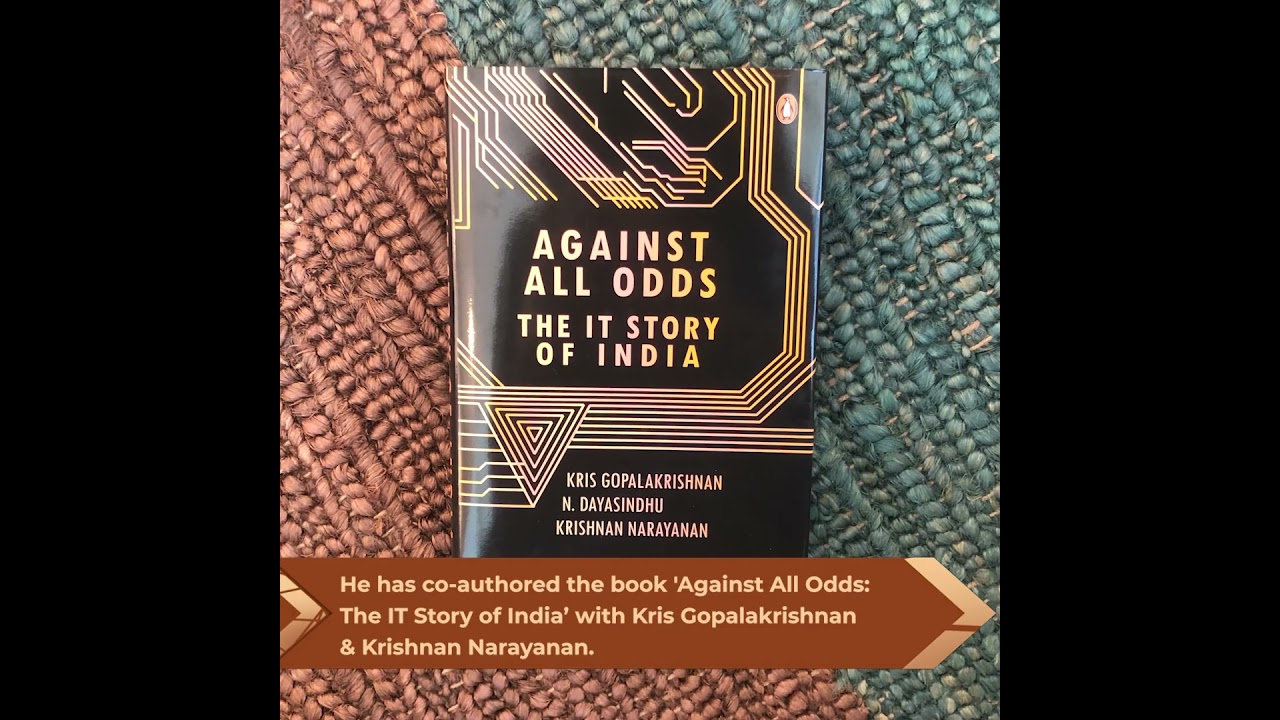 AGAINST
ALL ODDS
THE IT STORY
OF INDIA
KRIS GOPALAKRISHNAN
N. DAYASINDHU
KRISHNAN NARAYANAN
He has co-authored the book 'Against All Odds:
The IT Story of India’ with Kris Gopalakrishnan
& Krishnan Narayanan.